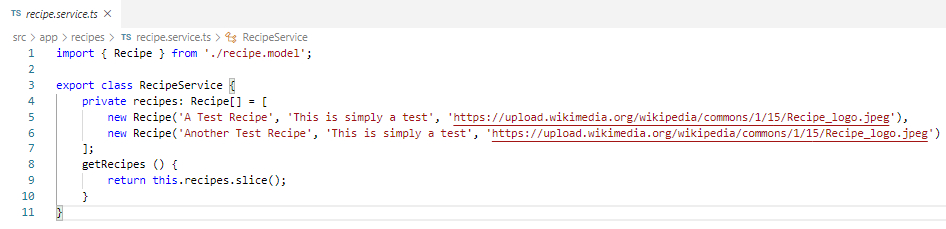 TS recipe.service.ts ×
src > app > recipes > TS recipe.service.ts > RecipeService
1 import { Recipe } from './recipe.model';
2
3 export class RecipeService {
4     private recipes: Recipe[] = [
5         new Recipe('A Test Recipe', 'This is simply a test', 'https://upload.wikimedia.org/wikipedia/commons/1/15/Recipe_logo.jpeg'),
6         new Recipe('Another Test Recipe', 'This is simply a test', 'https://upload.wikimedia.org/wikipedia/commons/1/15/Recipe_logo.jpeg')
7     ];
8     getRecipes () {
9         return this.recipes.slice();
10     }
11 }